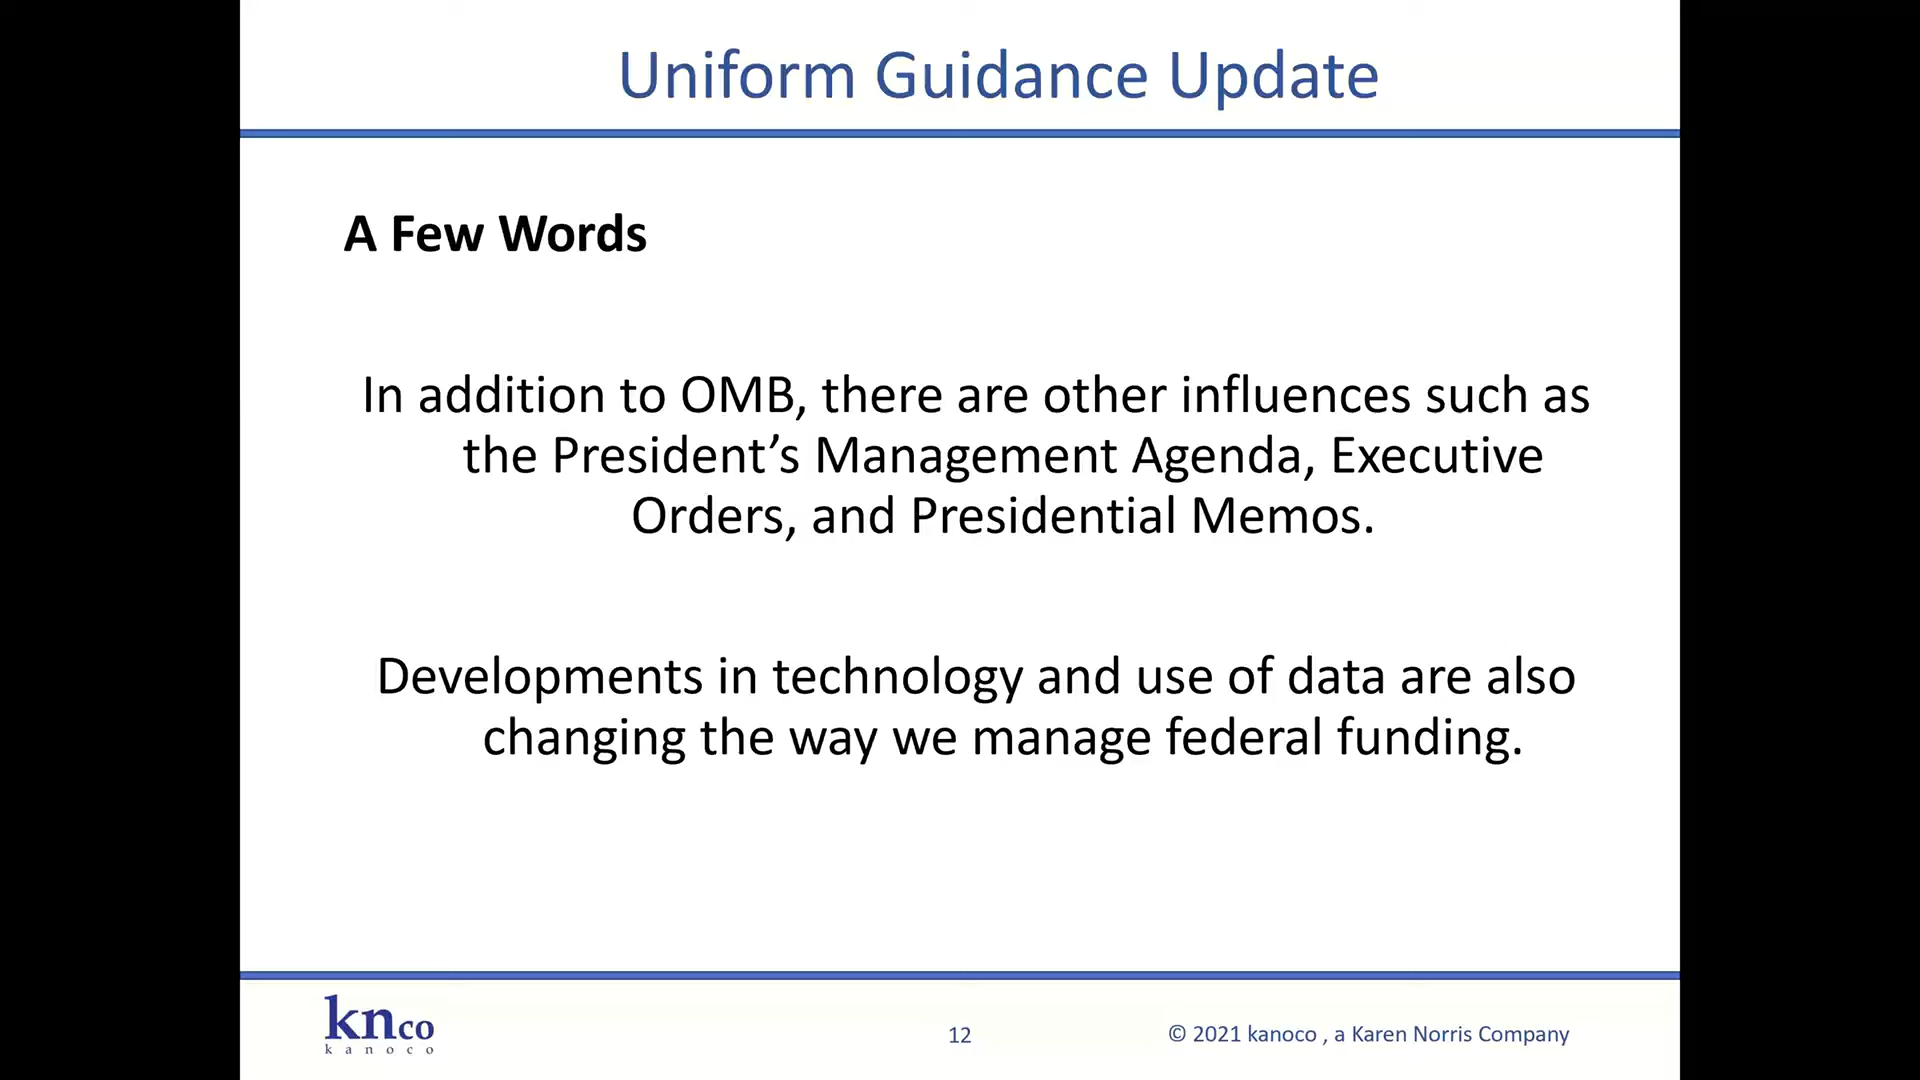 Uniform Guidance Update
A Few Words
In addition to OMB, there are other influences such as
the President’s Management Agenda, Executive
Orders, and Presidential Memos.
Developments in technology and use of data are also
changing the way we manage federal funding.
knco
kanoco
12
© 2021 kanoco , a Karen Norris Company